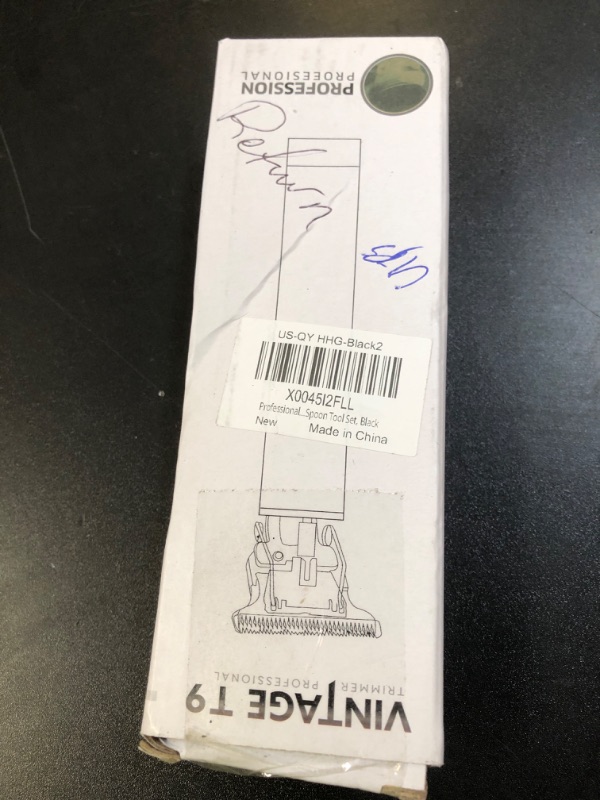 PROFESSION
PROFESSIONAL
Return
UPS
US-QY HHG-Black2
X0045I2FLL
Professional...Spoon Tool Set, Black
New
Made in China
TRIMMER PROFESSIONAL
VINTAGE T9